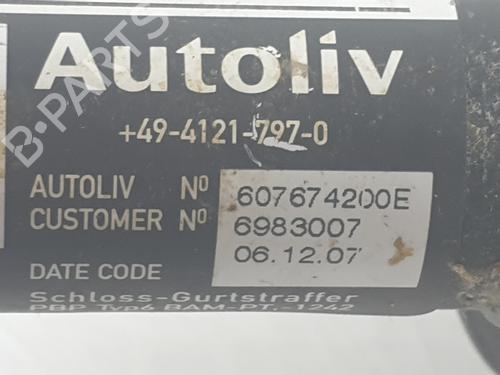 Autoliv
+49-4121-797-0
AUTOLIV Nº 607674200E
CUSTOMER Nº 6983007
DATE CODE 06.12.07
Schloss-Gurtstraffer
PBP Typ6 BAM-PT.-1242